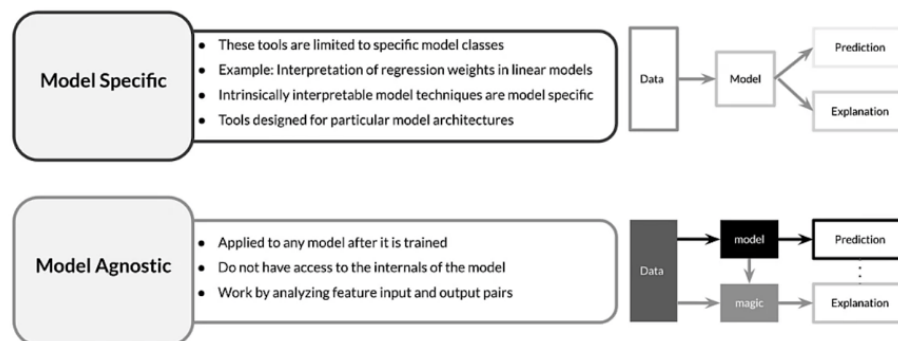 Model Specific
• These tools are limited to specific model classes
• Example: Interpretation of regression weights in linear models
• Intrinsically interpretable model techniques are model specific
• Tools designed for particular model architectures
Data
Model
Prediction
Explanation
Model Agnostic
• Applied to any model after it is trained
• Do not have access to the internals of the model
• Work by analyzing feature input and output pairs
Data
model
Prediction
magic
Explanation